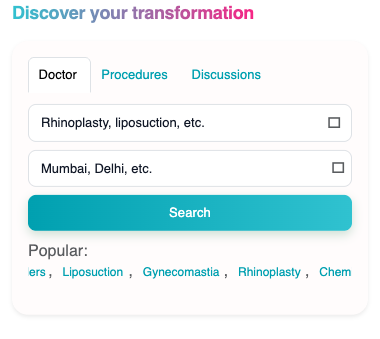 Discover your transformation
Doctor Procedures Discussions
Rhinoplasty, liposuction, etc.
Mumbai, Delhi, etc.
Search
Popular:
ers , Liposuction , Gynecomastia , Rhinoplasty , Chem